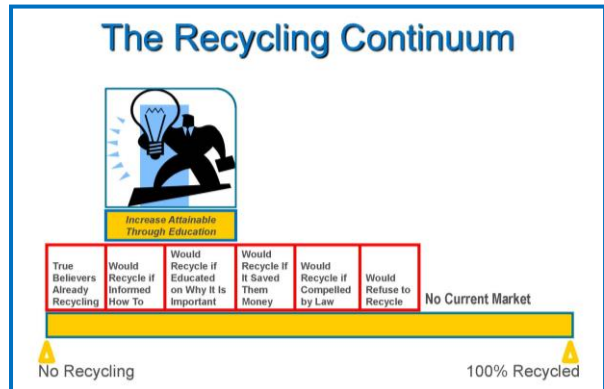 The Recycling Continuum
Increase Attainable
Through Education
True
Believers
Already
Recycling
Would
Recycle if
Informed
How To
Would
Recycle if
Educated
on Why It Is
Important
Would
Recycle If
It Saved
Them
Money
Would
Recycle if
Compelled
by Law
Would
Refuse to
Recycle
No Current Market
No Recycling
100% Recycled